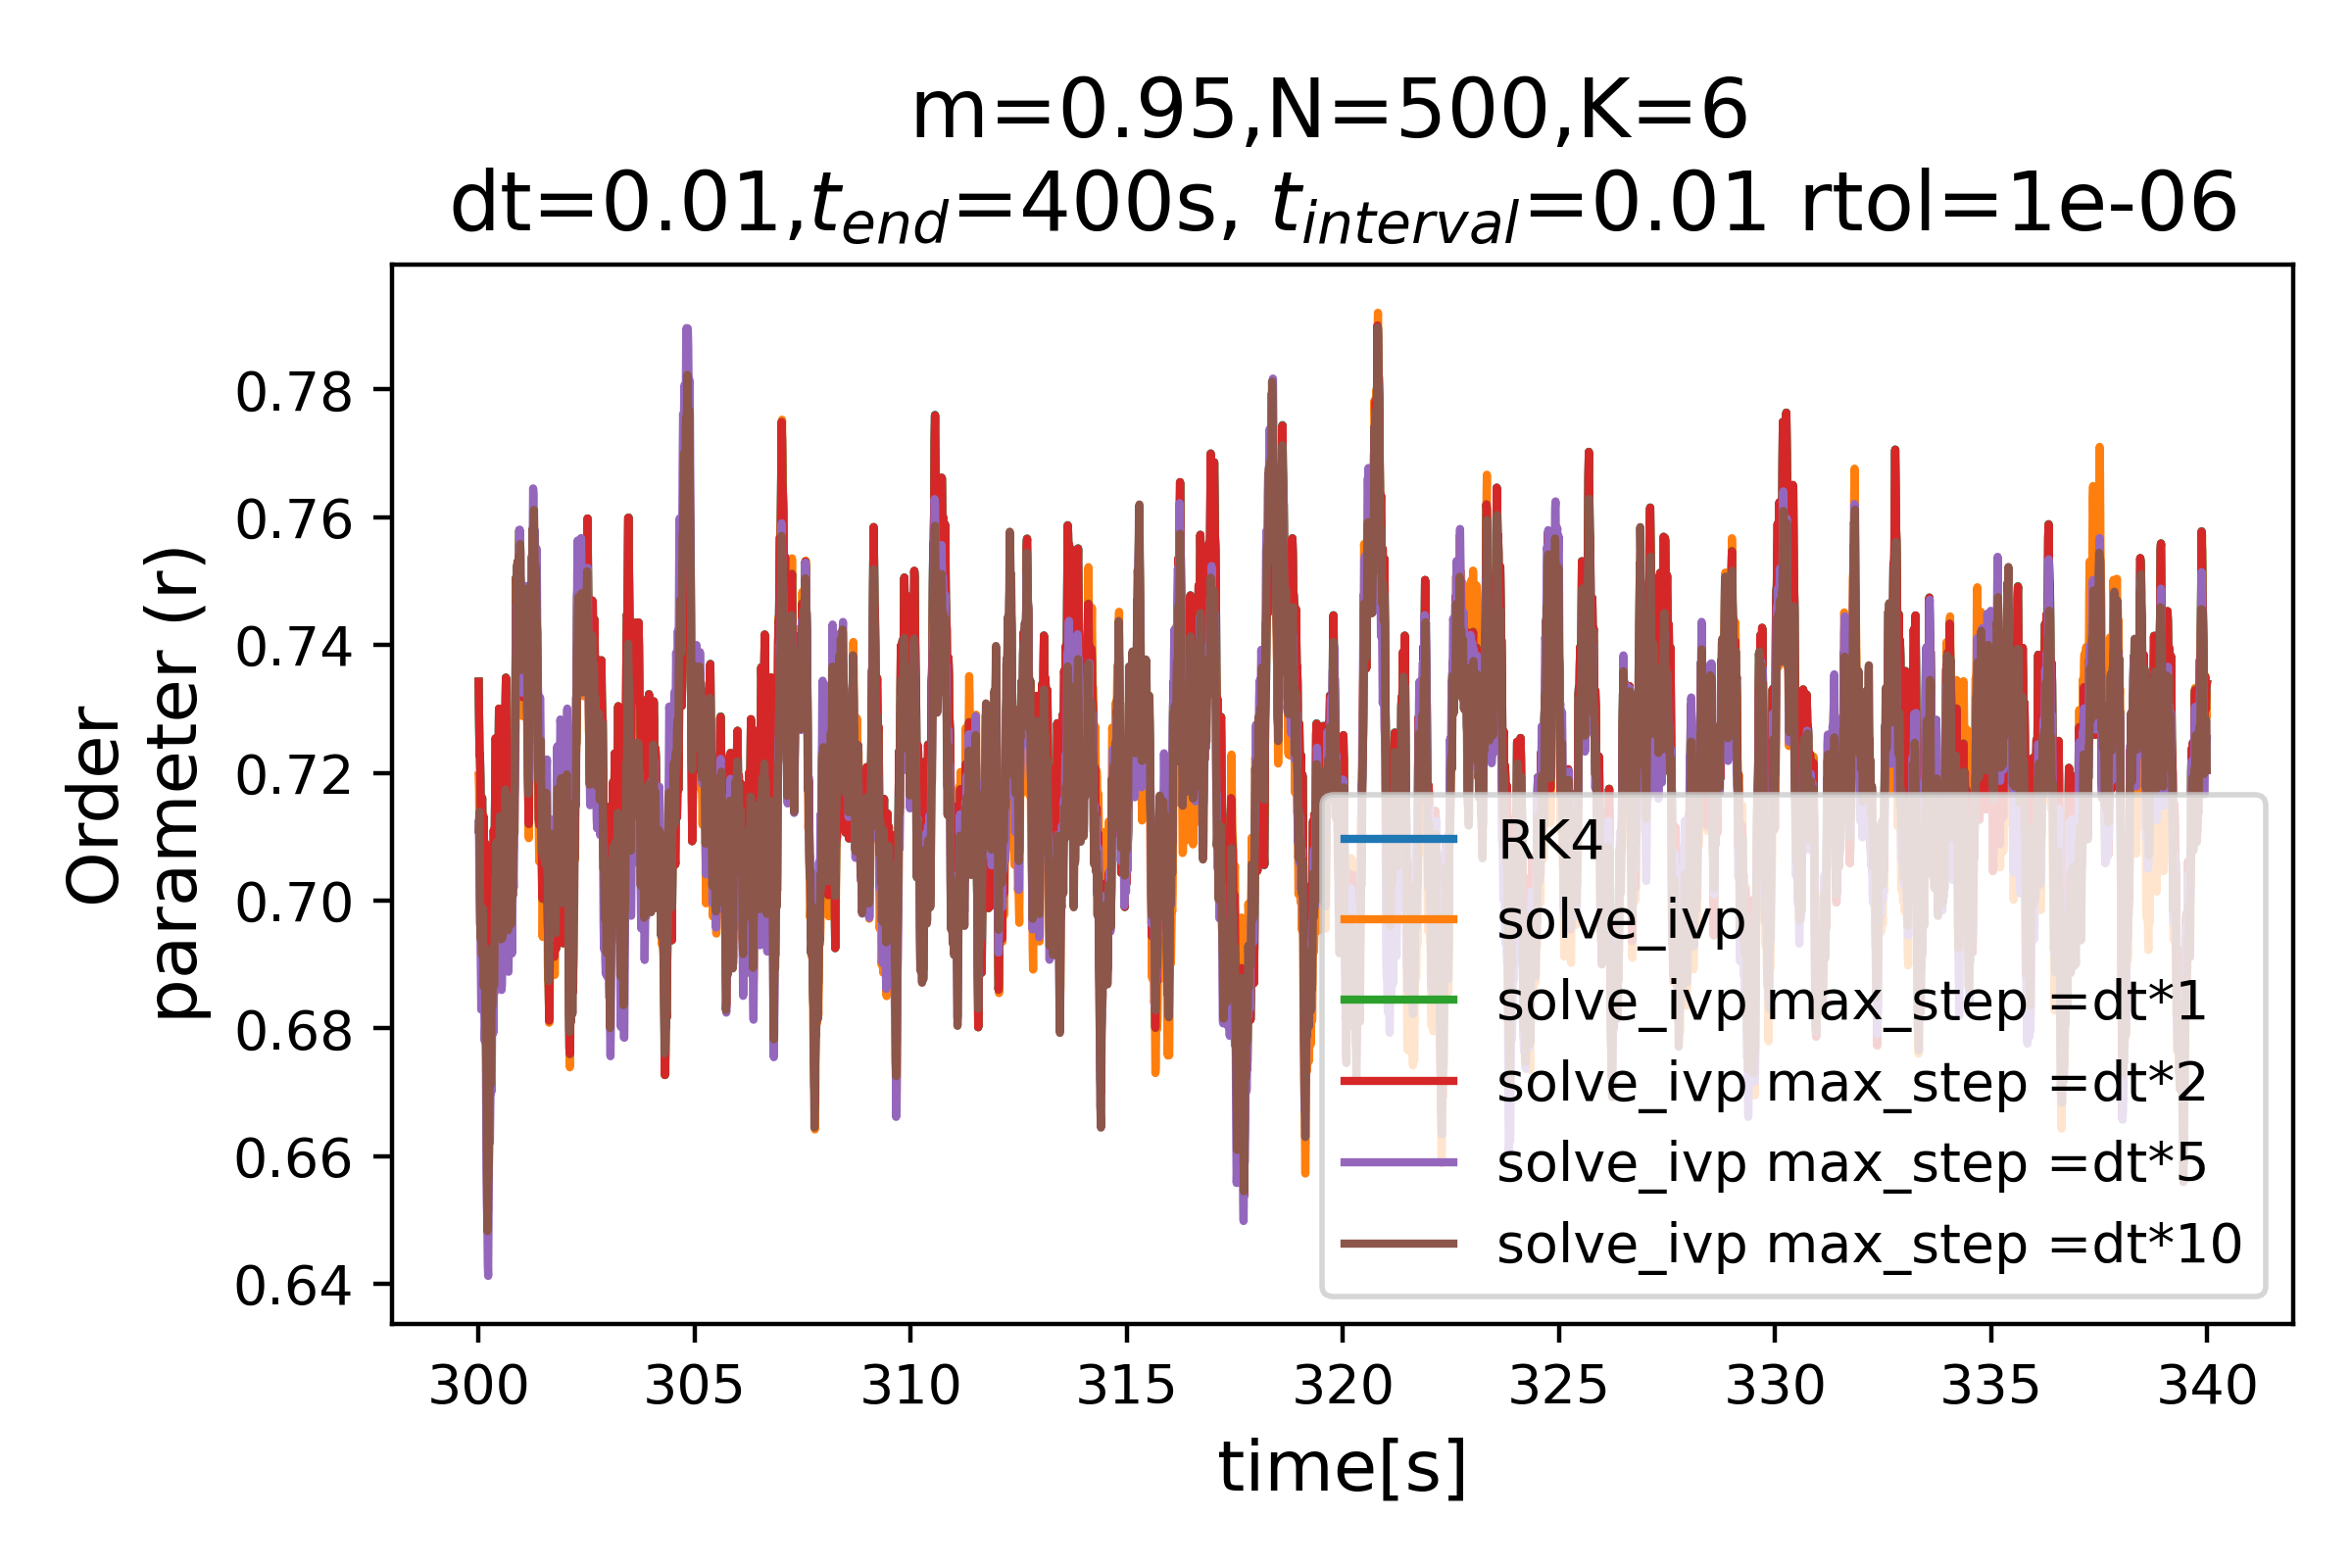 m=0.95,N=500,K=6
dt=0.01,t_end=400s, t_interval=0.01 rtol=1e-06
Order
parameter (r)
0.78
0.76
0.74
0.72
0.70
0.68
0.66
0.64
RK4
solve_ivp
solve_ivp max_step =dt*1
solve_ivp max_step =dt*2
solve_ivp max_step =dt*5
solve_ivp max_step =dt*10
300 305 310 315 320 325 330 335 340
time[s]